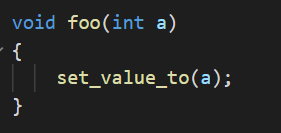 void foo(int a)
{
    set_value_to(a);
}